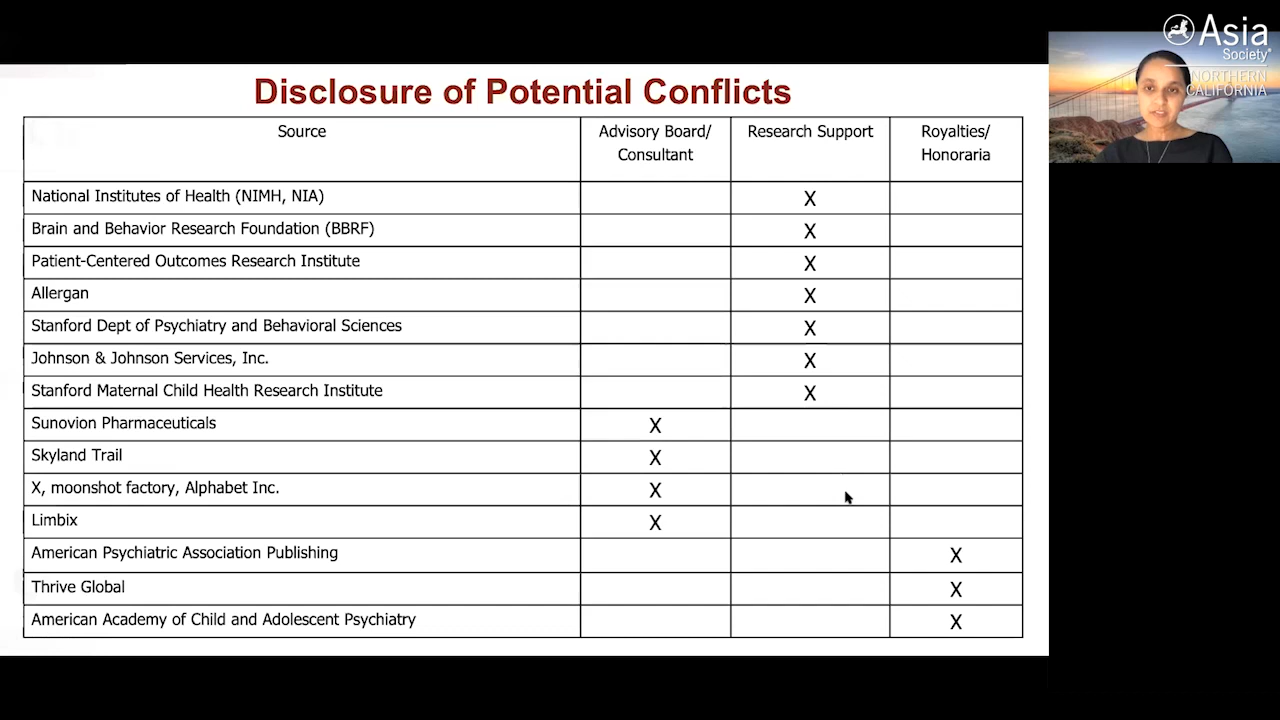 Disclosure of Potential Conflicts
Source
Advisory Board/
Consultant
Research Support
Royalties/
Honoraria
National Institutes of Health (NIMH, NIA)
X
Brain and Behavior Research Foundation (BBRF)
X
Patient-Centered Outcomes Research Institute
X
Allergan
X
Stanford Dept of Psychiatry and Behavioral Sciences
X
Johnson & Johnson Services, Inc.
X
Stanford Maternal Child Health Research Institute
X
Sunovion Pharmaceuticals
X
Skyland Trail
X
X, moonshot factory, Alphabet Inc.
X
Limbix
X
American Psychiatric Association Publishing
X
Thrive Global
X
American Academy of Child and Adolescent Psychiatry
X
Asia
Society®
NORTHERN
CALIFORNIA